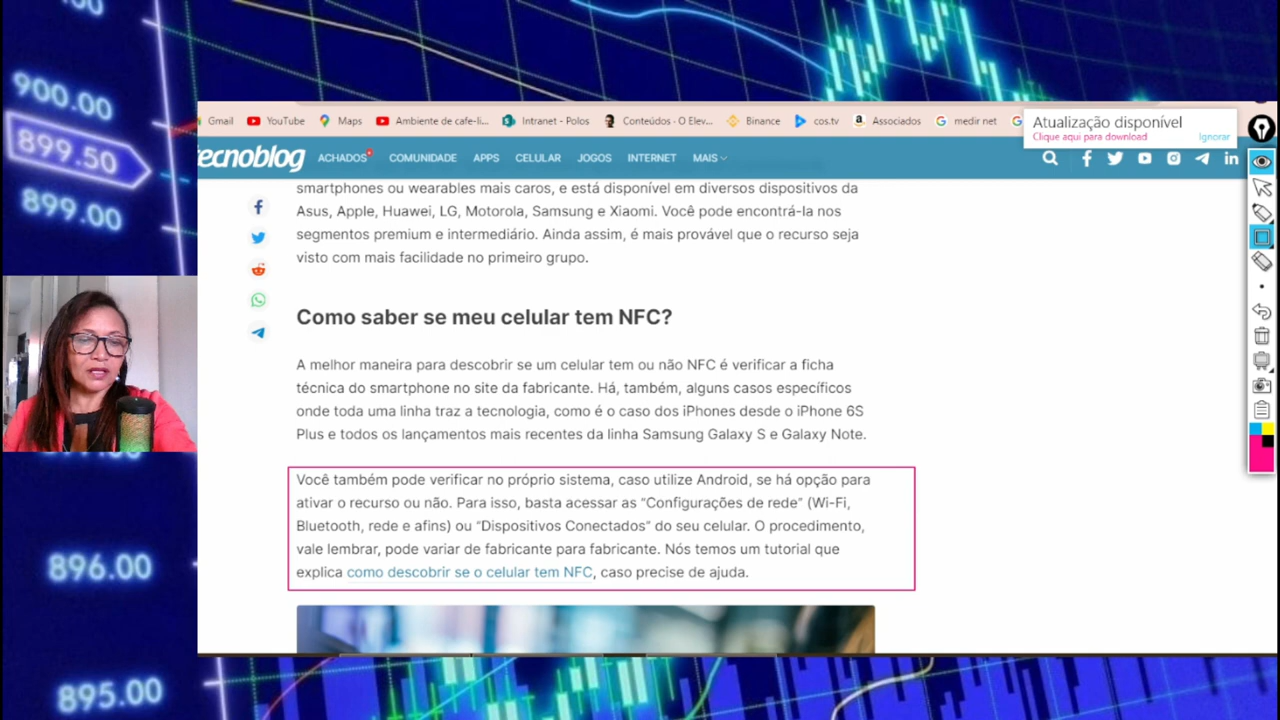 900.00
899.50
899.00
896.00
895.00
Gmail
YouTube
Maps
Ambiente de cafe-li...
Intranet - Polos
Conteúdos · O Elev...
Binance
cos.tv
Associados
medir net
Atualização disponível
Clique aqui para download
Ignorar
tecnoblog
ACHADOS
COMUNIDADE
APPS
CELULAR
JOGOS
INTERNET
MAIS
smartphones ou wearables mais caros, e está disponível em diversos dispositivos da
Asus, Apple, Huawei, LG, Motorola, Samsung e Xiaomi. Você pode encontrá-la nos
segmentos premium e intermediário. Ainda assim, é mais provável que o recurso seja
visto com mais facilidade no primeiro grupo.
Como saber se meu celular tem NFC?
A melhor maneira para descobrir se um celular tem ou não NFC é verificar a ficha
técnica do smartphone no site da fabricante. Há, também, alguns casos específicos
onde toda uma linha traz a tecnologia, como é o caso dos iPhones desde o iPhone 6S
Plus e todos os lançamentos mais recentes da linha Samsung Galaxy S e Galaxy Note.
Você também pode verificar no próprio sistema, caso utilize Android, se há opção para
ativar o recurso ou não. Para isso, basta acessar as “Configurações de rede” (Wi-Fi,
Bluetooth, rede e afins) ou “Dispositivos Conectados” do seu celular. O procedimento,
vale lembrar, pode variar de fabricante para fabricante. Nós temos um tutorial que
explica como descobrir se o celular tem NFC, caso precise de ajuda.